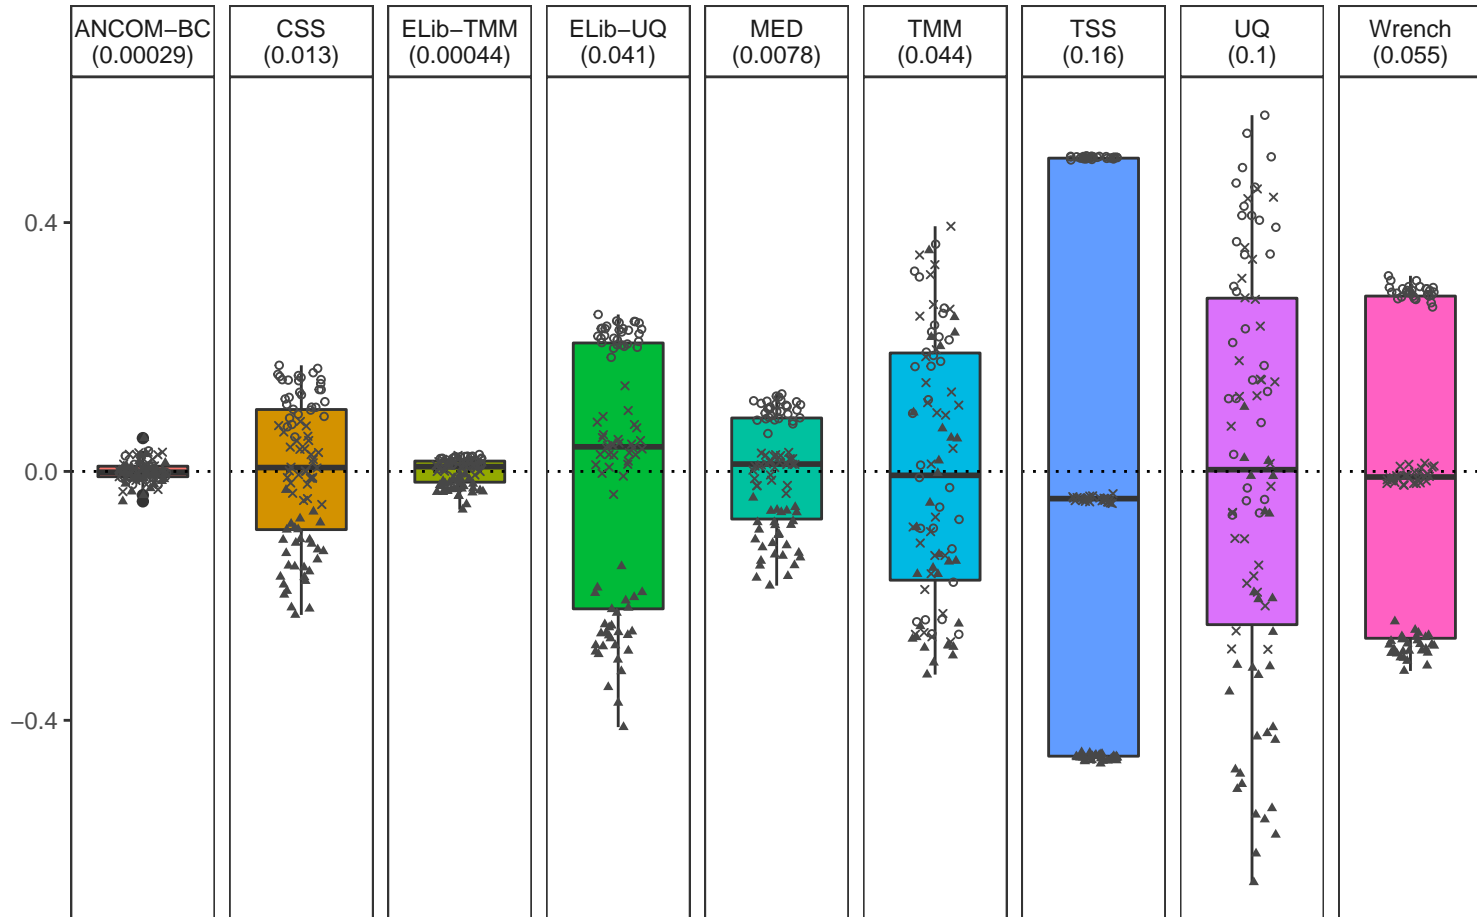 ANCOM−BC
(0.00029)
CSS
(0.013)
ELib−TMM
(0.00044)
ELib−UQ
(0.041)
MED
(0.0078)
TMM
(0.044)
TSS
(0.16)
UQ
(0.1)
Wrench
(0.055)
0.4
0.0
−0.4